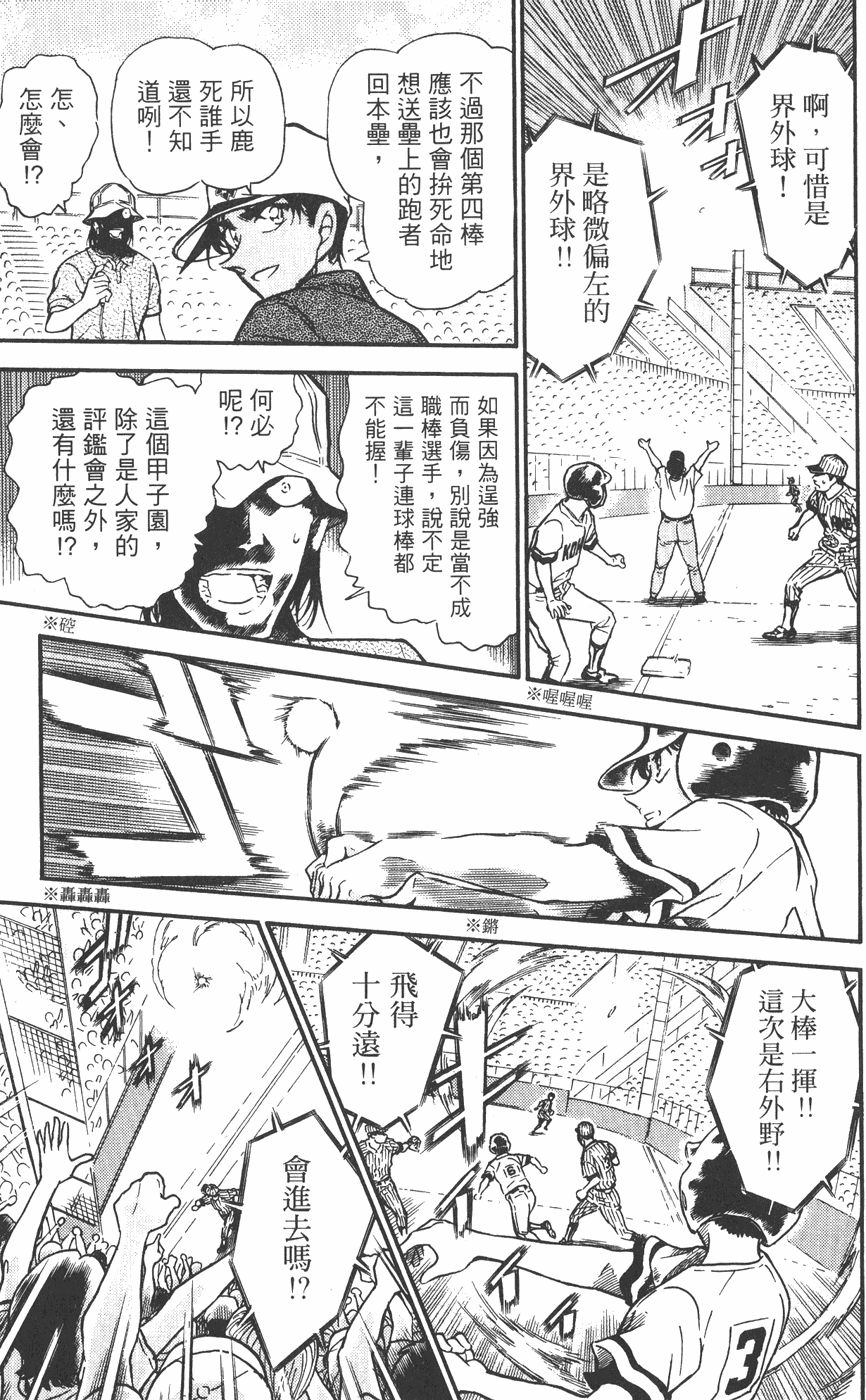 啊，可惜是
界外球！
是略微偏左的
界外球！！
KON
※喔喔喔
不過那個第四棒
應該也會拚死命地
想送壘上的跑者
回本壘，
所以鹿
死誰手
還不知
道咧！
怎、
怎麼會！？
如果因為逞強
而負傷，別說是當不成
職棒選手，說不定
這一輩子連球棒都
不能握！
何必
呢！？
這個甲子園，
除了是人家的
評鑑會之外，
還有什麼嗎！？
※硿
※鏘
※轟轟轟
大棒一揮！！
這次是右外野！！
飛得
十分遠！！
6
3
會進去嗎！？